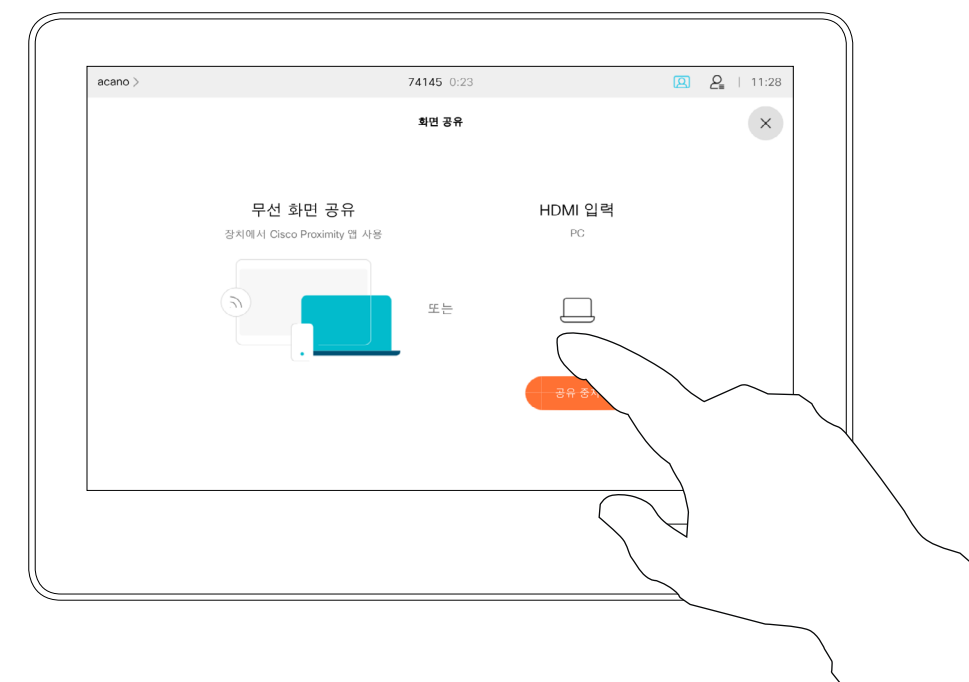 acano >
74145 0:23
11:28
화면 공유
무선 화면 공유
장치에서 Cisco Proximity 앱 사용
또는
HDMI 입력
PC
공유